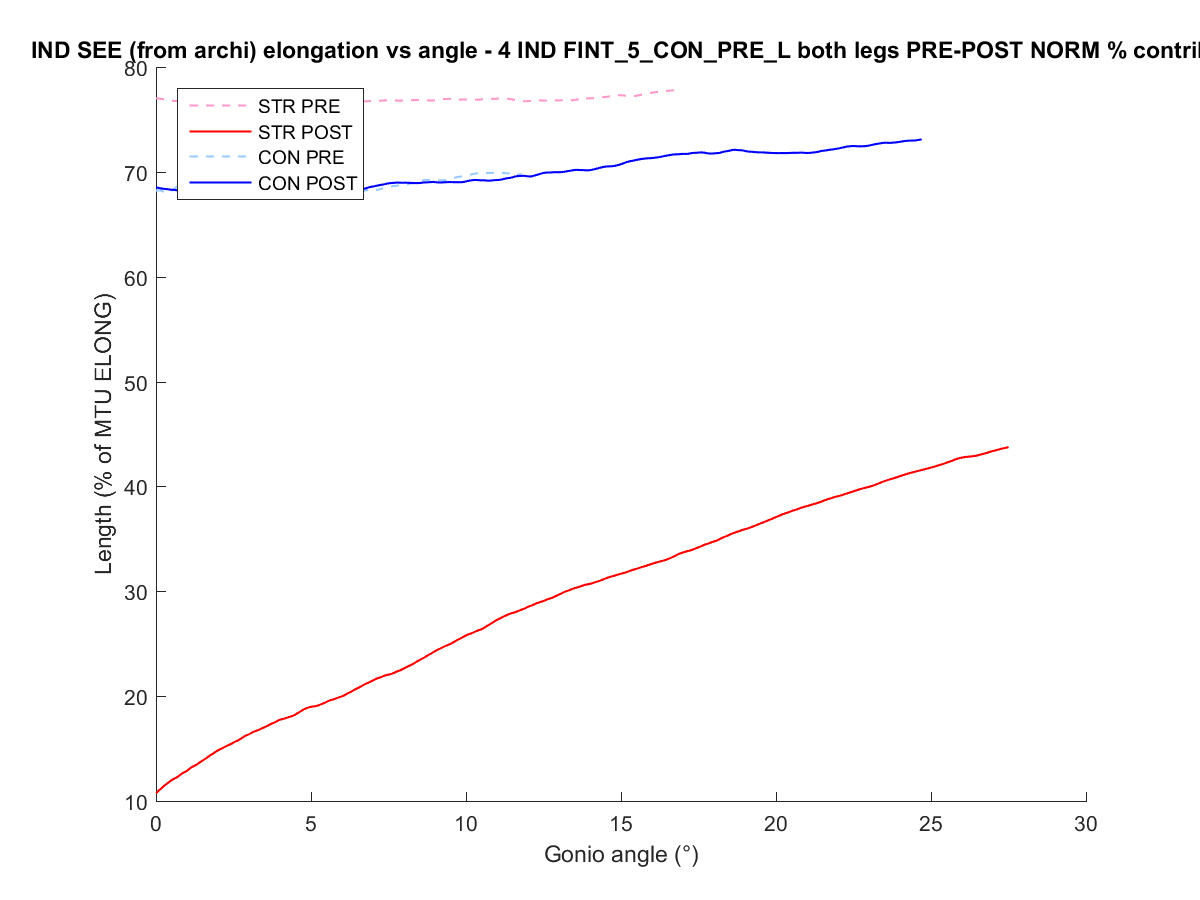 IND SEE (from archi) elongation vs angle - 4 IND FINT_5_CON_PRE_L both legs PRE-POST NORM % contril
80
70
60
50
40
30
20
10
STR PRE
STR POST
CON PRE
CON POST
Length (% of MTU ELONG)
0 5 10 15 20 25 30
Gonio angle (°)